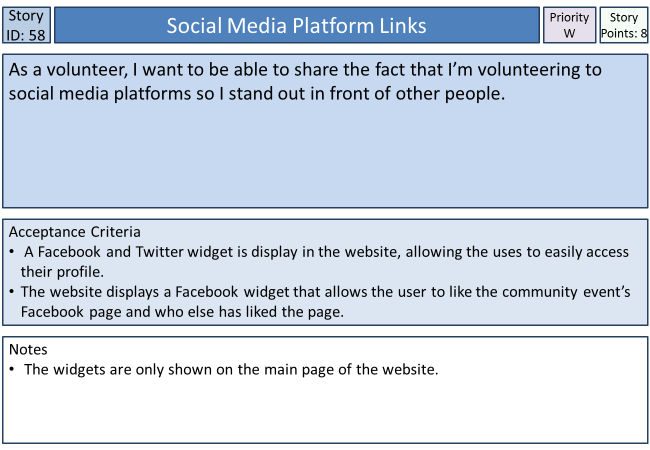 Story
ID: 58
Social Media Platform Links
Priority
W
Story
Points: 8
As a volunteer, I want to be able to share the fact that I’m volunteering to
social media platforms so I stand out in front of other people.
Acceptance Criteria
• A Facebook and Twitter widget is display in the website, allowing the uses to easily access
their profile.
• The website displays a Facebook widget that allows the user to like the community event’s
Facebook page and who else has liked the page.
Notes
• The widgets are only shown on the main page of the website.